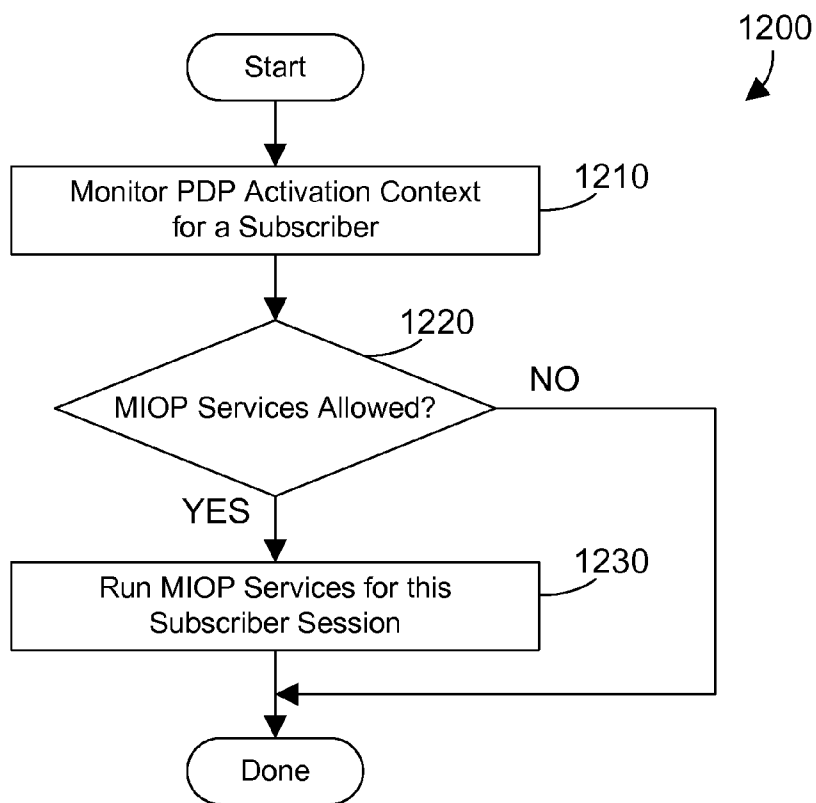 1200
Start
Monitor PDP Activation Context
for a Subscriber
1210
1220
MIOP Services Allowed?
NO
YES
1230
Run MIOP Services for this
Subscriber Session
Done